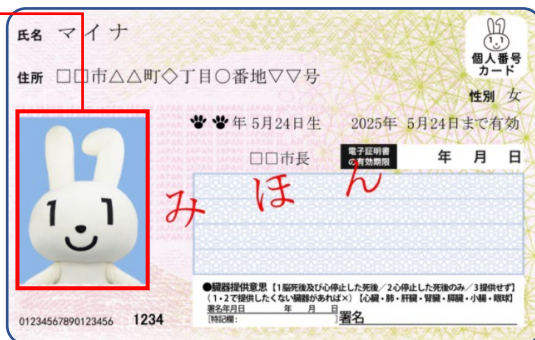 氏名 マイナ
個人番号
カード
住所 □□市△△町◇丁目○番地▽▽号
性別 女
年5月24日生 2025年 5月24日まで有効
□□市長 電子証明書の有効期限 年 月 日
みほん
●臓器提供意思【1脳死後及び心停止した死後/2心停止した死後のみ/3提供せず】
(1・2で提供したくない臓器があれば×)【心臓・肺・肝臓・腎臓・膵臓・小腸・眼球】
署名年月日 年 月 日
[特記欄: ]署名
01234567890123456 1234